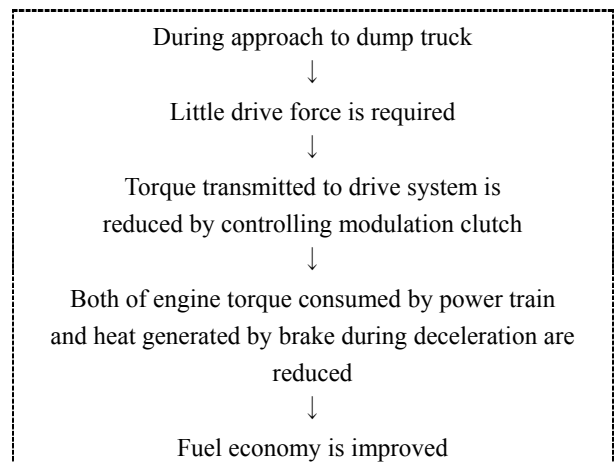 During approach to dump truck
↓
Little drive force is required
↓
Torque transmitted to drive system is
reduced by controlling modulation clutch
↓
Both of engine torque consumed by power train
and heat generated by brake during deceleration are
reduced
↓
Fuel economy is improved